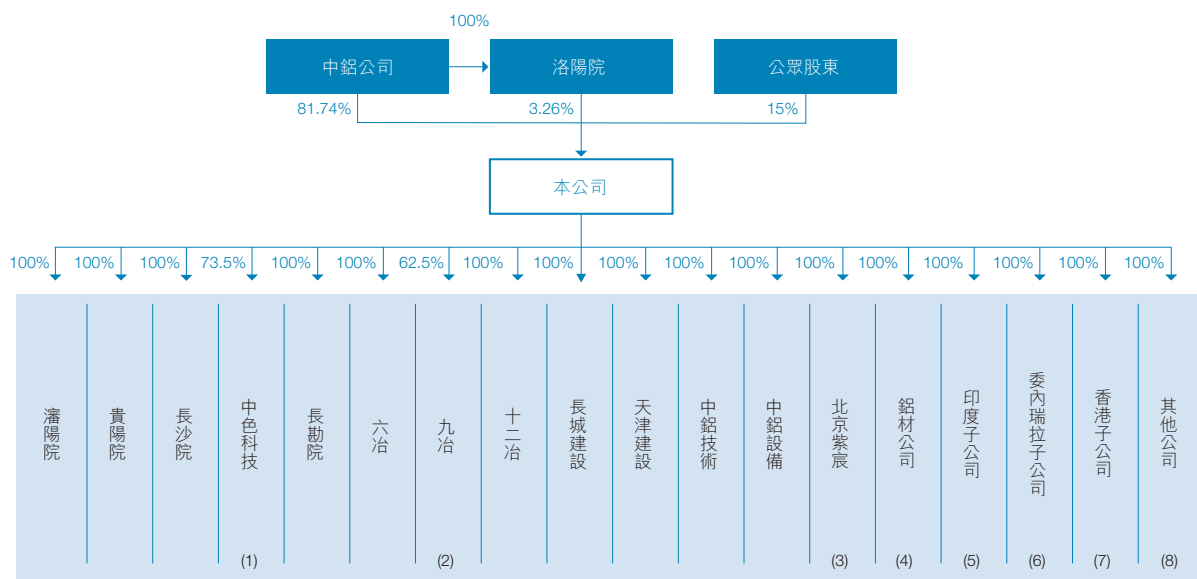 100%
中鋁公司
洛陽院
公眾股東
81.74%
3.26%
15%
本公司
100%
100%
100%
73.5%
100%
100%
62.5%
100%
100%
100%
100%
100%
100%
100%
100%
100%
100%
100%
瀋陽院
貴陽院
長沙院
中色科技
長勘院
六冶
九冶
十二冶
長城建設
天津建設
中鋁技術
中鋁設備
北京紫宸
鋁材公司
印度子公司
委內瑞拉子公司
香港子公司
其他公司
(1)
(2)
(3)
(4)
(5)
(6)
(7)
(8)